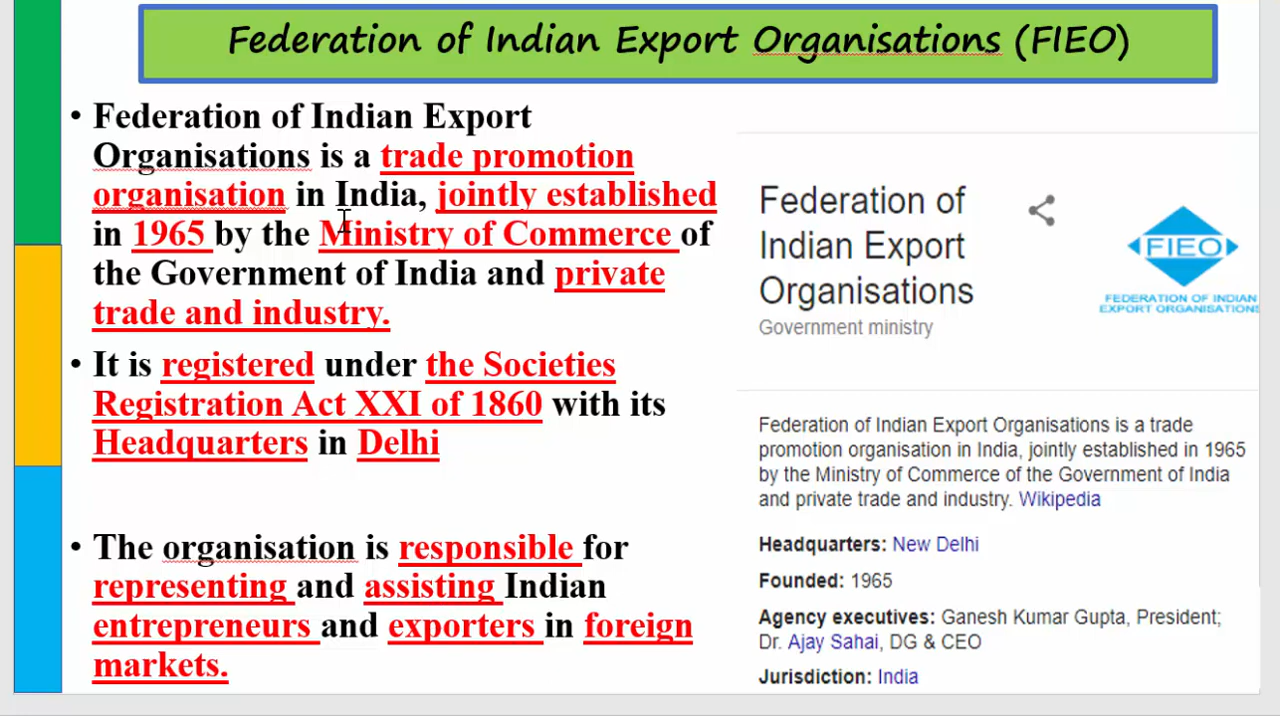 Federation of Indian Export Organisations (FIEO)
• Federation of Indian Export
Organisations is a trade promotion
organisation in India, jointly established
in 1965 by the Ministry of Commerce of
the Government of India and private
trade and industry.
• It is registered under the Societies
Registration Act XXI of 1860 with its
Headquarters in Delhi
• The organisation is responsible for
representing and assisting Indian
entrepreneurs and exporters in foreign
markets.
Federation of
Indian Export
Organisations
Government ministry
FIEO
FEDERATION OF INDIAN
EXPORT ORGANISATIONS
Federation of Indian Export Organisations is a trade
promotion organisation in India, jointly established in 1965
by the Ministry of Commerce of the Government of India
and private trade and industry. Wikipedia
Headquarters: New Delhi
Founded: 1965
Agency executives: Ganesh Kumar Gupta, President;
Dr. Ajay Sahai, DG & CEO
Jurisdiction: India